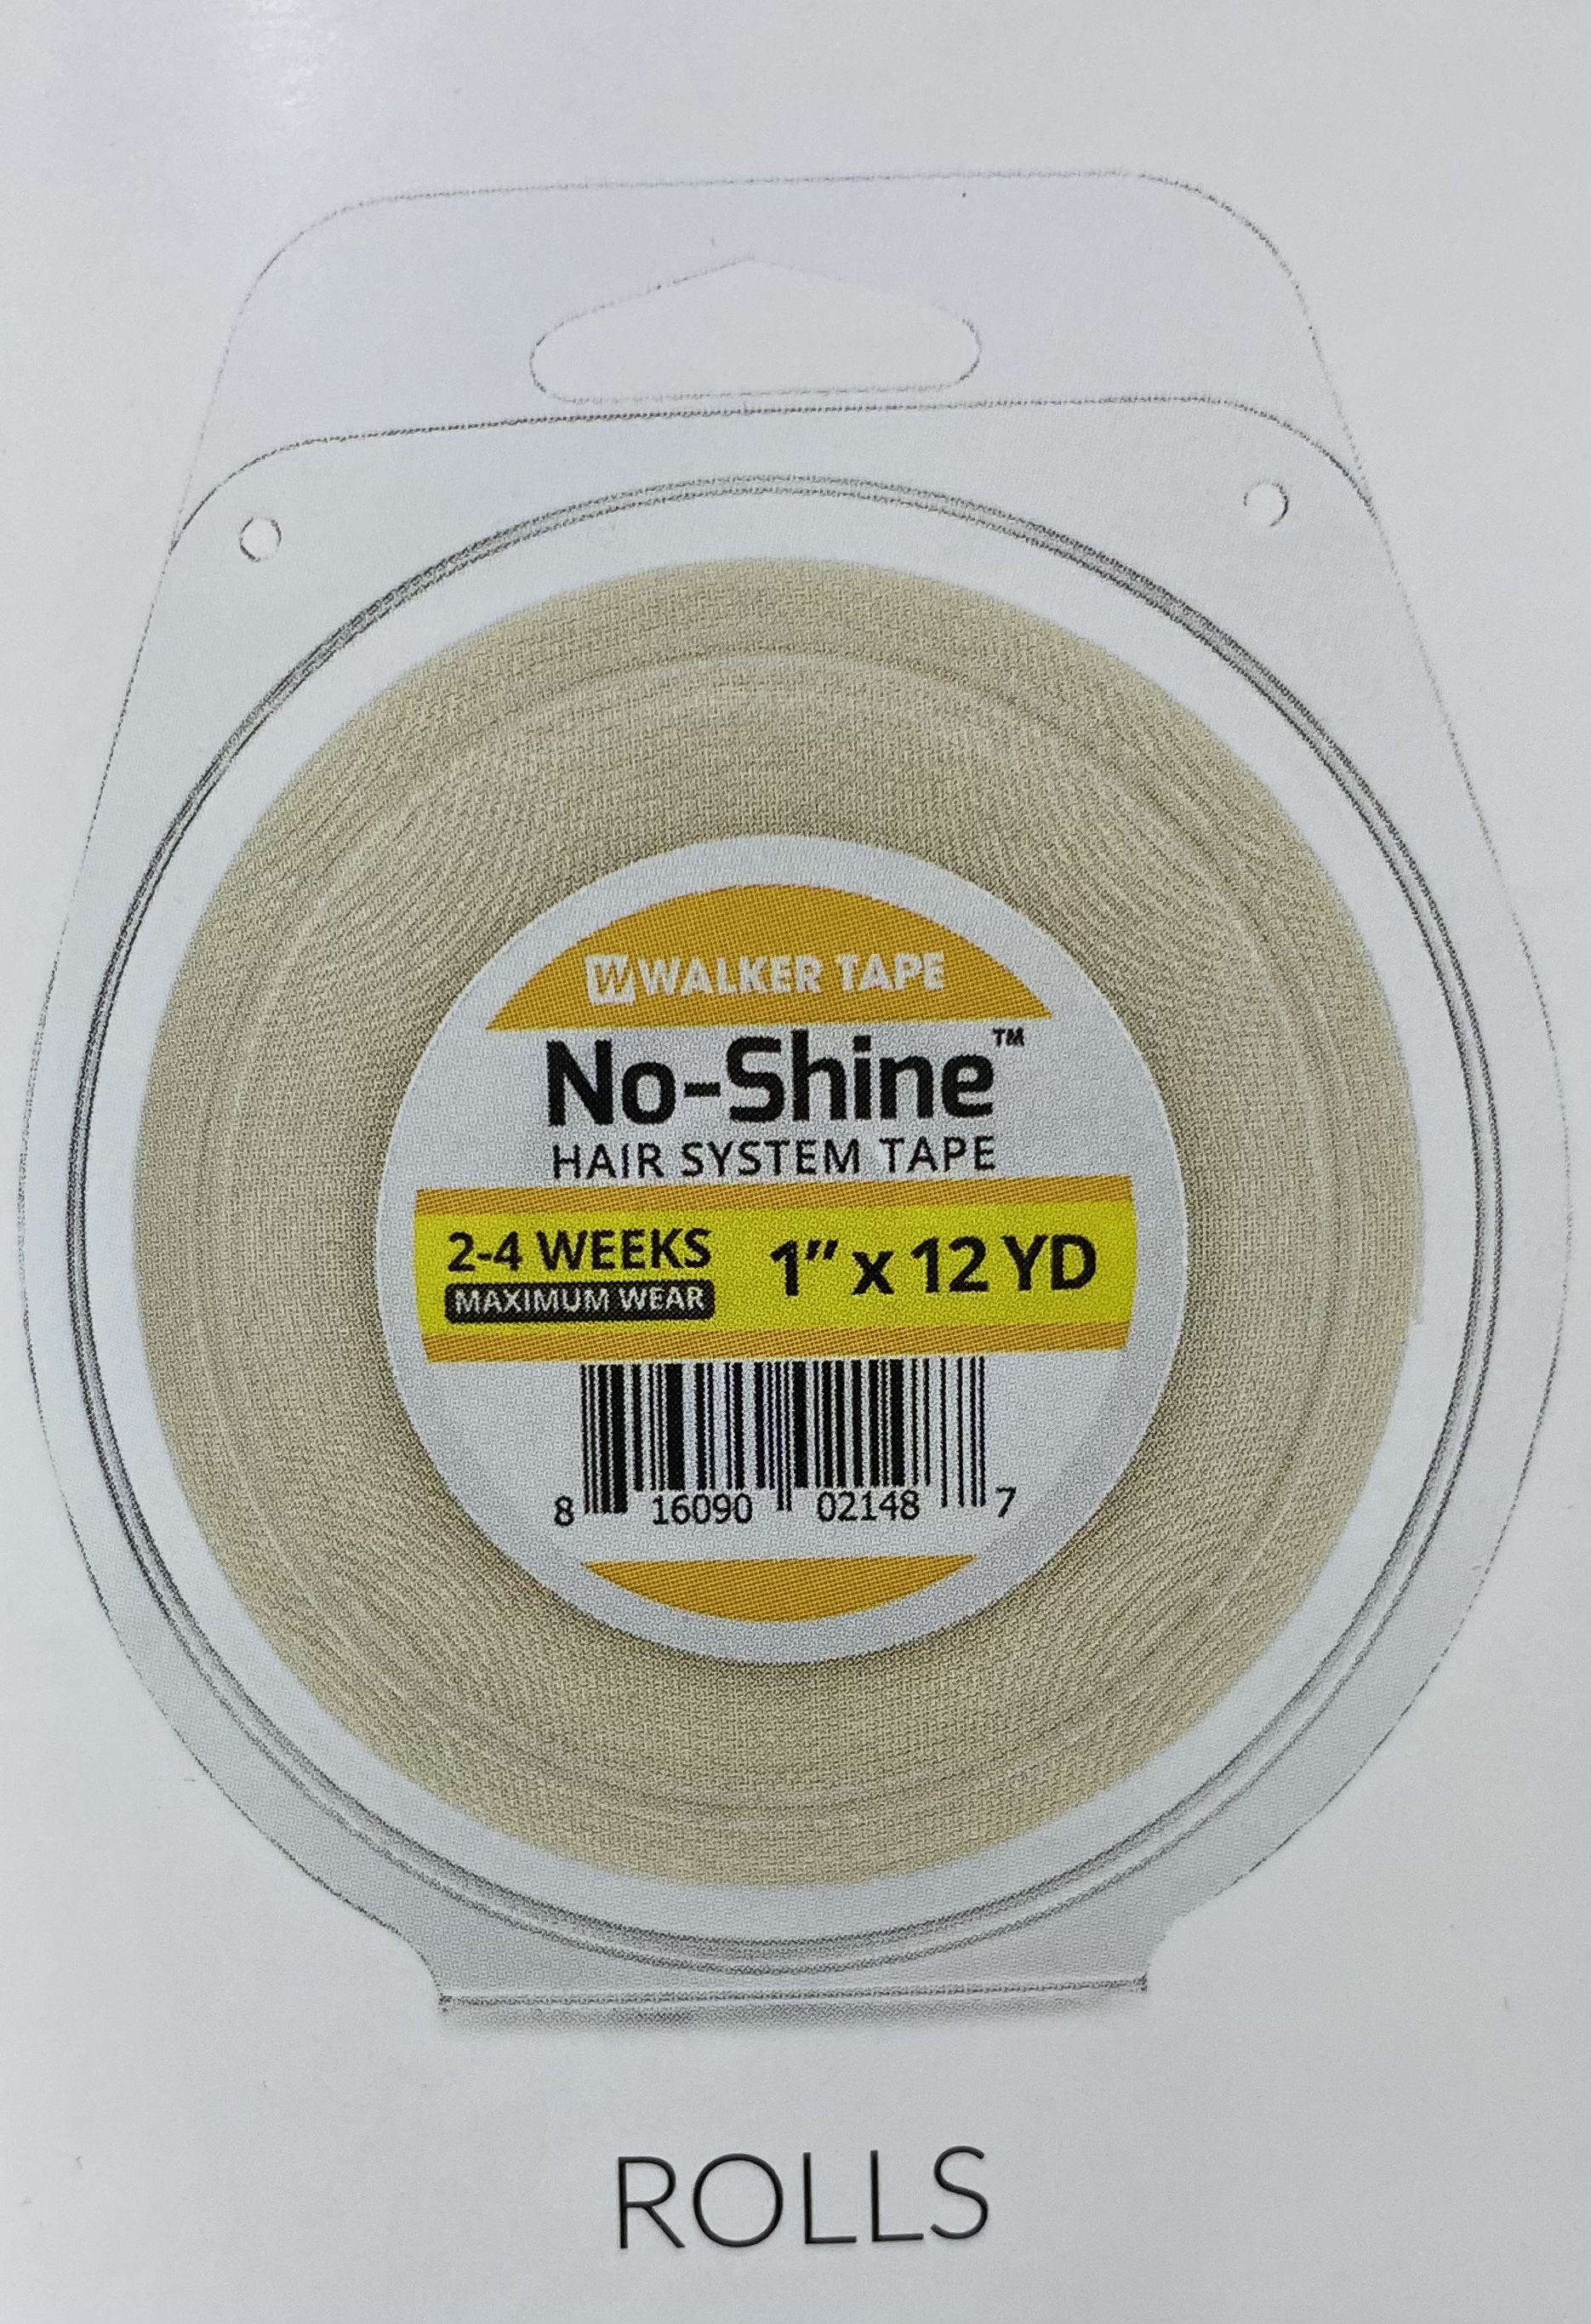 WALKER TAPE
No-Shine™
HAIR SYSTEM TAPE
2-4 WEEKS
MAXIMUM WEAR
1" x 12 YD
8 16090 02148 7
ROLLS